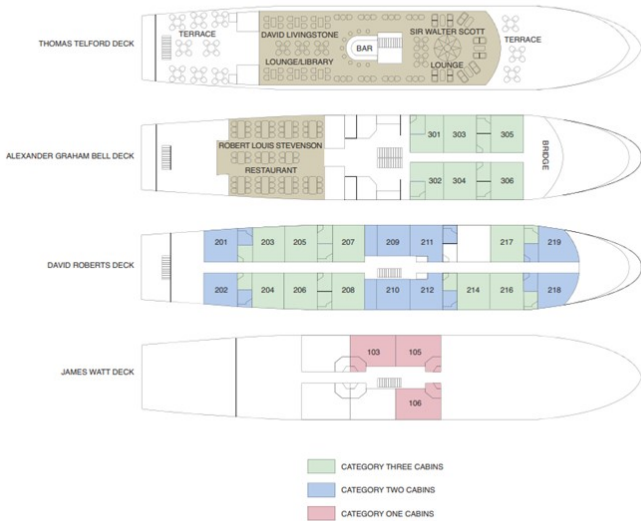 THOMAS TELFORD DECK
TERRACE
DAVID LIVINGSTONE
LOUNGE/LIBRARY
BAR
SIR WALTER SCOTT
LOUNGE
TERRACE
ALEXANDER GRAHAM BELL DECK
ROBERT LOUIS STEVENSON
RESTAURANT
301 303 305
302 304 306
BRIDGE
DAVID ROBERTS DECK
201 203 205 207 209 211 217 219
202 204 206 208 210 212 214 216 218
JAMES WATT DECK
103 105
106
CATEGORY THREE CABINS
CATEGORY TWO CABINS
CATEGORY ONE CABINS